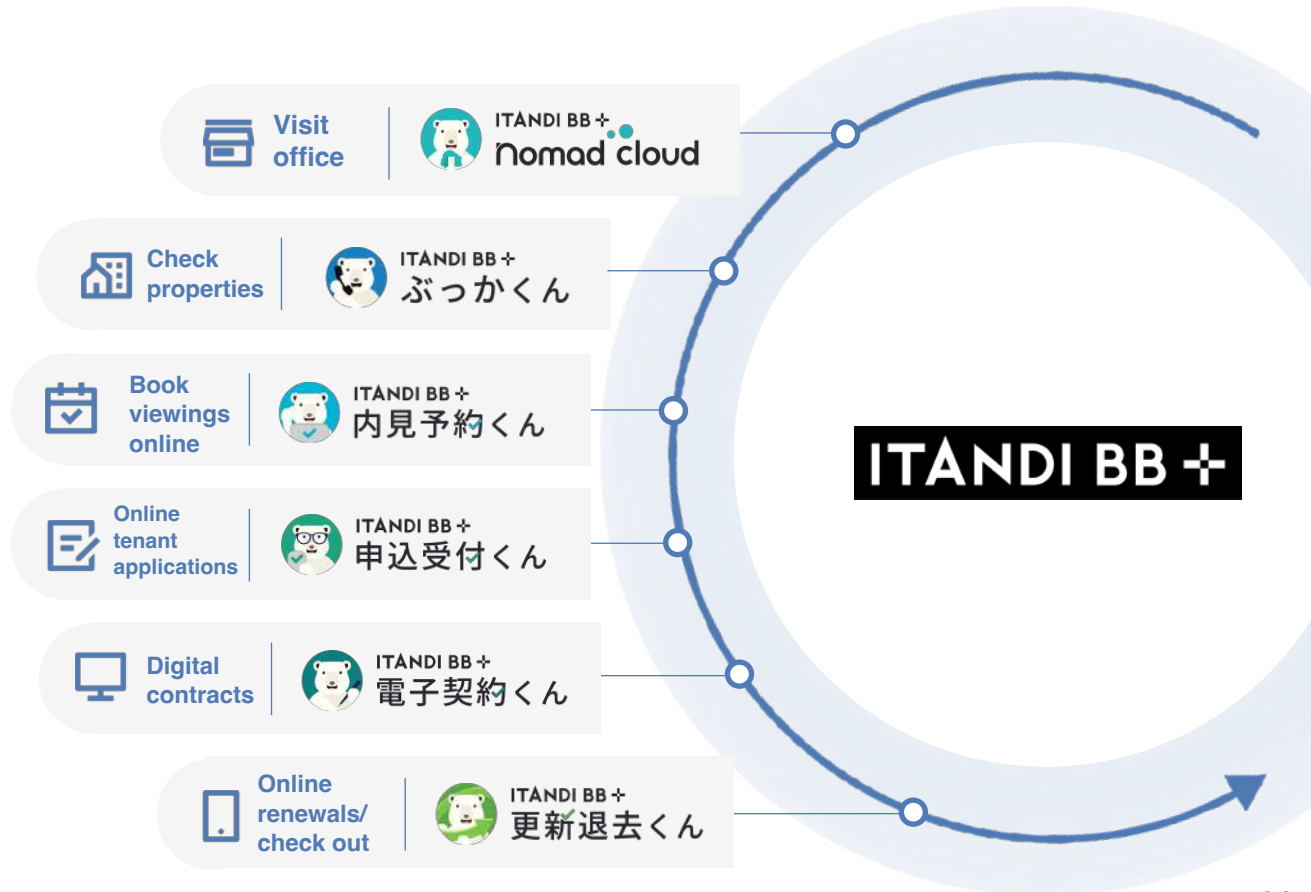 Visit
office
ITANDI BB +
nomad cloud
Check
properties
ITANDI BB +
ぶっかくん
Book
viewings
online
ITANDI BB +
内見予約くん
Online
tenant
applications
ITANDI BB +
申込受付くん
Digital
contracts
ITANDI BB +
電子契約くん
Online
renewals/
check out
ITANDI BB +
更新退去くん
ITANDI BB +